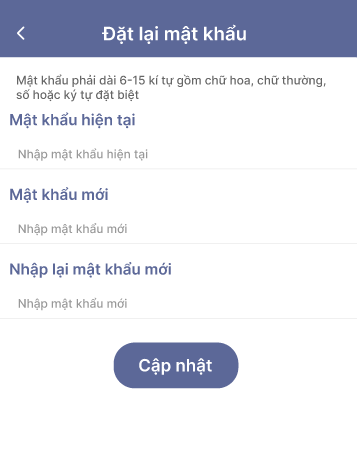 Đặt lại mật khẩu
Mật khẩu phải dài 6-15 kí tự gồm chữ hoa, chữ thường,
số hoặc ký tự đặt biệt
Mật khẩu hiện tại
Nhập mật khẩu hiện tại
Mật khẩu mới
Nhập mật khẩu mới
Nhập lại mật khẩu mới
Nhập mật khẩu mới
Cập nhật